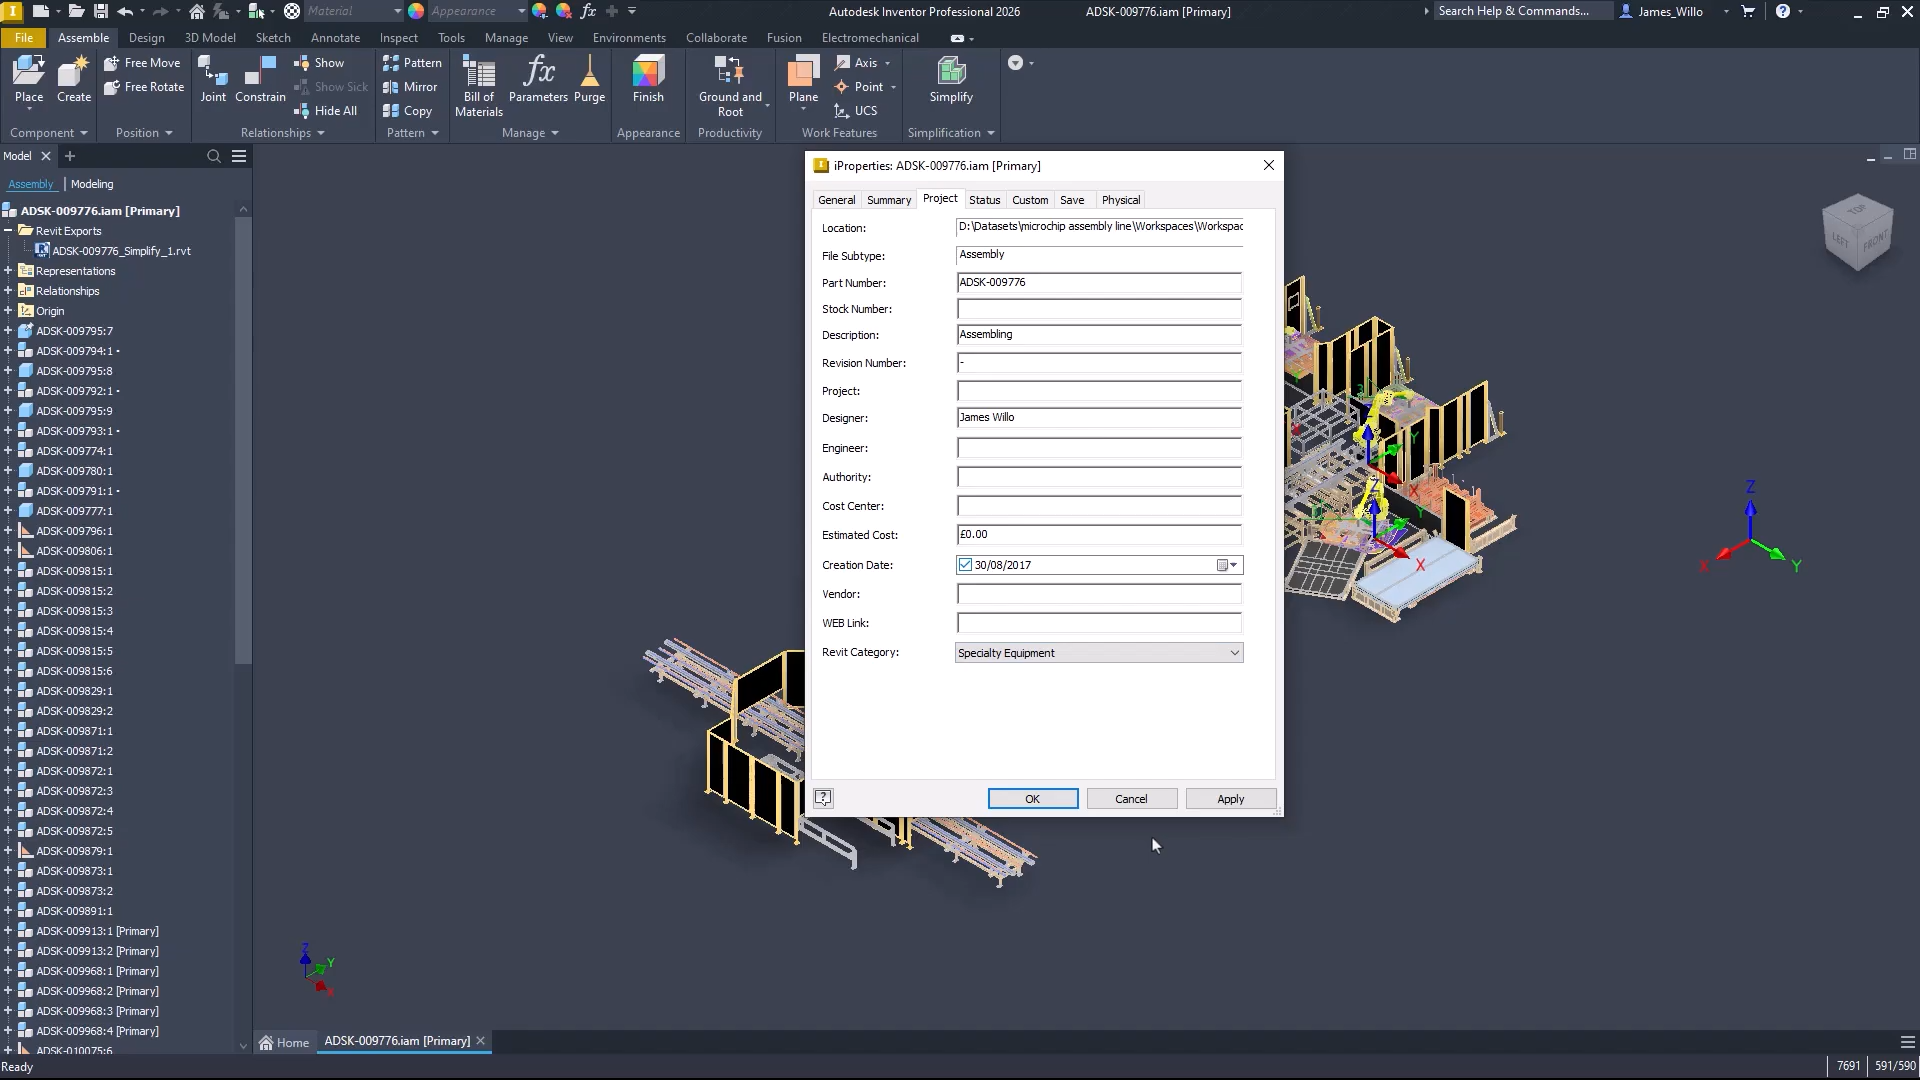 Material
Appearance
fx
Autodesk Inventor Professional 2026
ADSK-009776.iam [Primary]
Search Help & Commands...
James_Willo
File
Assemble
Design
3D Model
Sketch
Annotate
Inspect
Tools
Manage
View
Environments
Collaborate
Fusion
Electromechanical
Place
Create
Free Move
Free Rotate
Joint
Constrain
Show
Show Sick
Hide All
Pattern
Mirror
Copy
Bill of
Materials
fx
Parameters
Purge
Finish
Ground and
Root
Plane
Axis
Point
UCS
Simplify
Component
Position
Relationships
Pattern
Manage
Appearance
Productivity
Work Features
Simplification
Model
Assembly
Modeling
ADSK-009776.iam [Primary]
Revit Exports
ADSK-009776_Simplify_1.rvt
Representations
Relationships
Origin
ADSK-009795:7
ADSK-009794:1
ADSK-009795:8
ADSK-009792:1
ADSK-009795:9
ADSK-009793:1
ADSK-009774:1
ADSK-009780:1
ADSK-009791:1
ADSK-009777:1
ADSK-009796:1
ADSK-009806:1
ADSK-009815:1
ADSK-009815:2
ADSK-009815:3
ADSK-009815:4
ADSK-009815:5
ADSK-009815:6
ADSK-009829:1
ADSK-009829:2
ADSK-009871:1
ADSK-009871:2
ADSK-009872:1
ADSK-009872:3
ADSK-009872:4
ADSK-009872:5
ADSK-009879:1
ADSK-009873:1
ADSK-009873:2
ADSK-009891:1
ADSK-009913:1 [Primary]
ADSK-009913:2 [Primary]
ADSK-009968:1 [Primary]
ADSK-009968:2 [Primary]
ADSK-009968:3 [Primary]
ADSK-009968:4 [Primary]
ADSK-010075:6
iProperties: ADSK-009776.iam [Primary]
General
Summary
Project
Status
Custom
Save
Physical
Location: D:\Datasets\microchip assembly line\Workspaces\Workspac
File Subtype: Assembly
Part Number: ADSK-009776
Stock Number:
Description: Assembling
Revision Number: -
Project:
Designer: James Willo
Engineer:
Authority:
Cost Center:
Estimated Cost: £0.00
Creation Date: 30/08/2017
Vendor:
WEB Link:
Revit Category: Specialty Equipment
OK
Cancel
Apply
TOP
LEFT
FRONT
Z
X
Y
Y
X
Z
Y
X
Z
Y
X
Home
ADSK-009776.iam [Primary]
Ready
7691
591/590